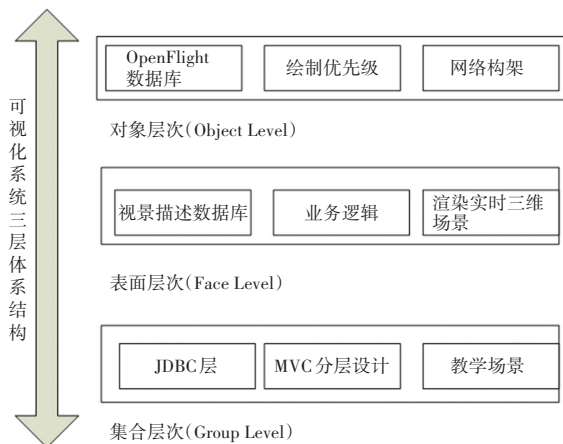 可视化系统三层体系结构
OpenFlight
数据库
绘制优先级
网络构架
对象层次(Object Level)
视景描述数据库
业务逻辑
渲染实时三维
场景
表面层次(Face Level)
JDBC层
MVC分层设计
教学场景
集合层次(Group Level)